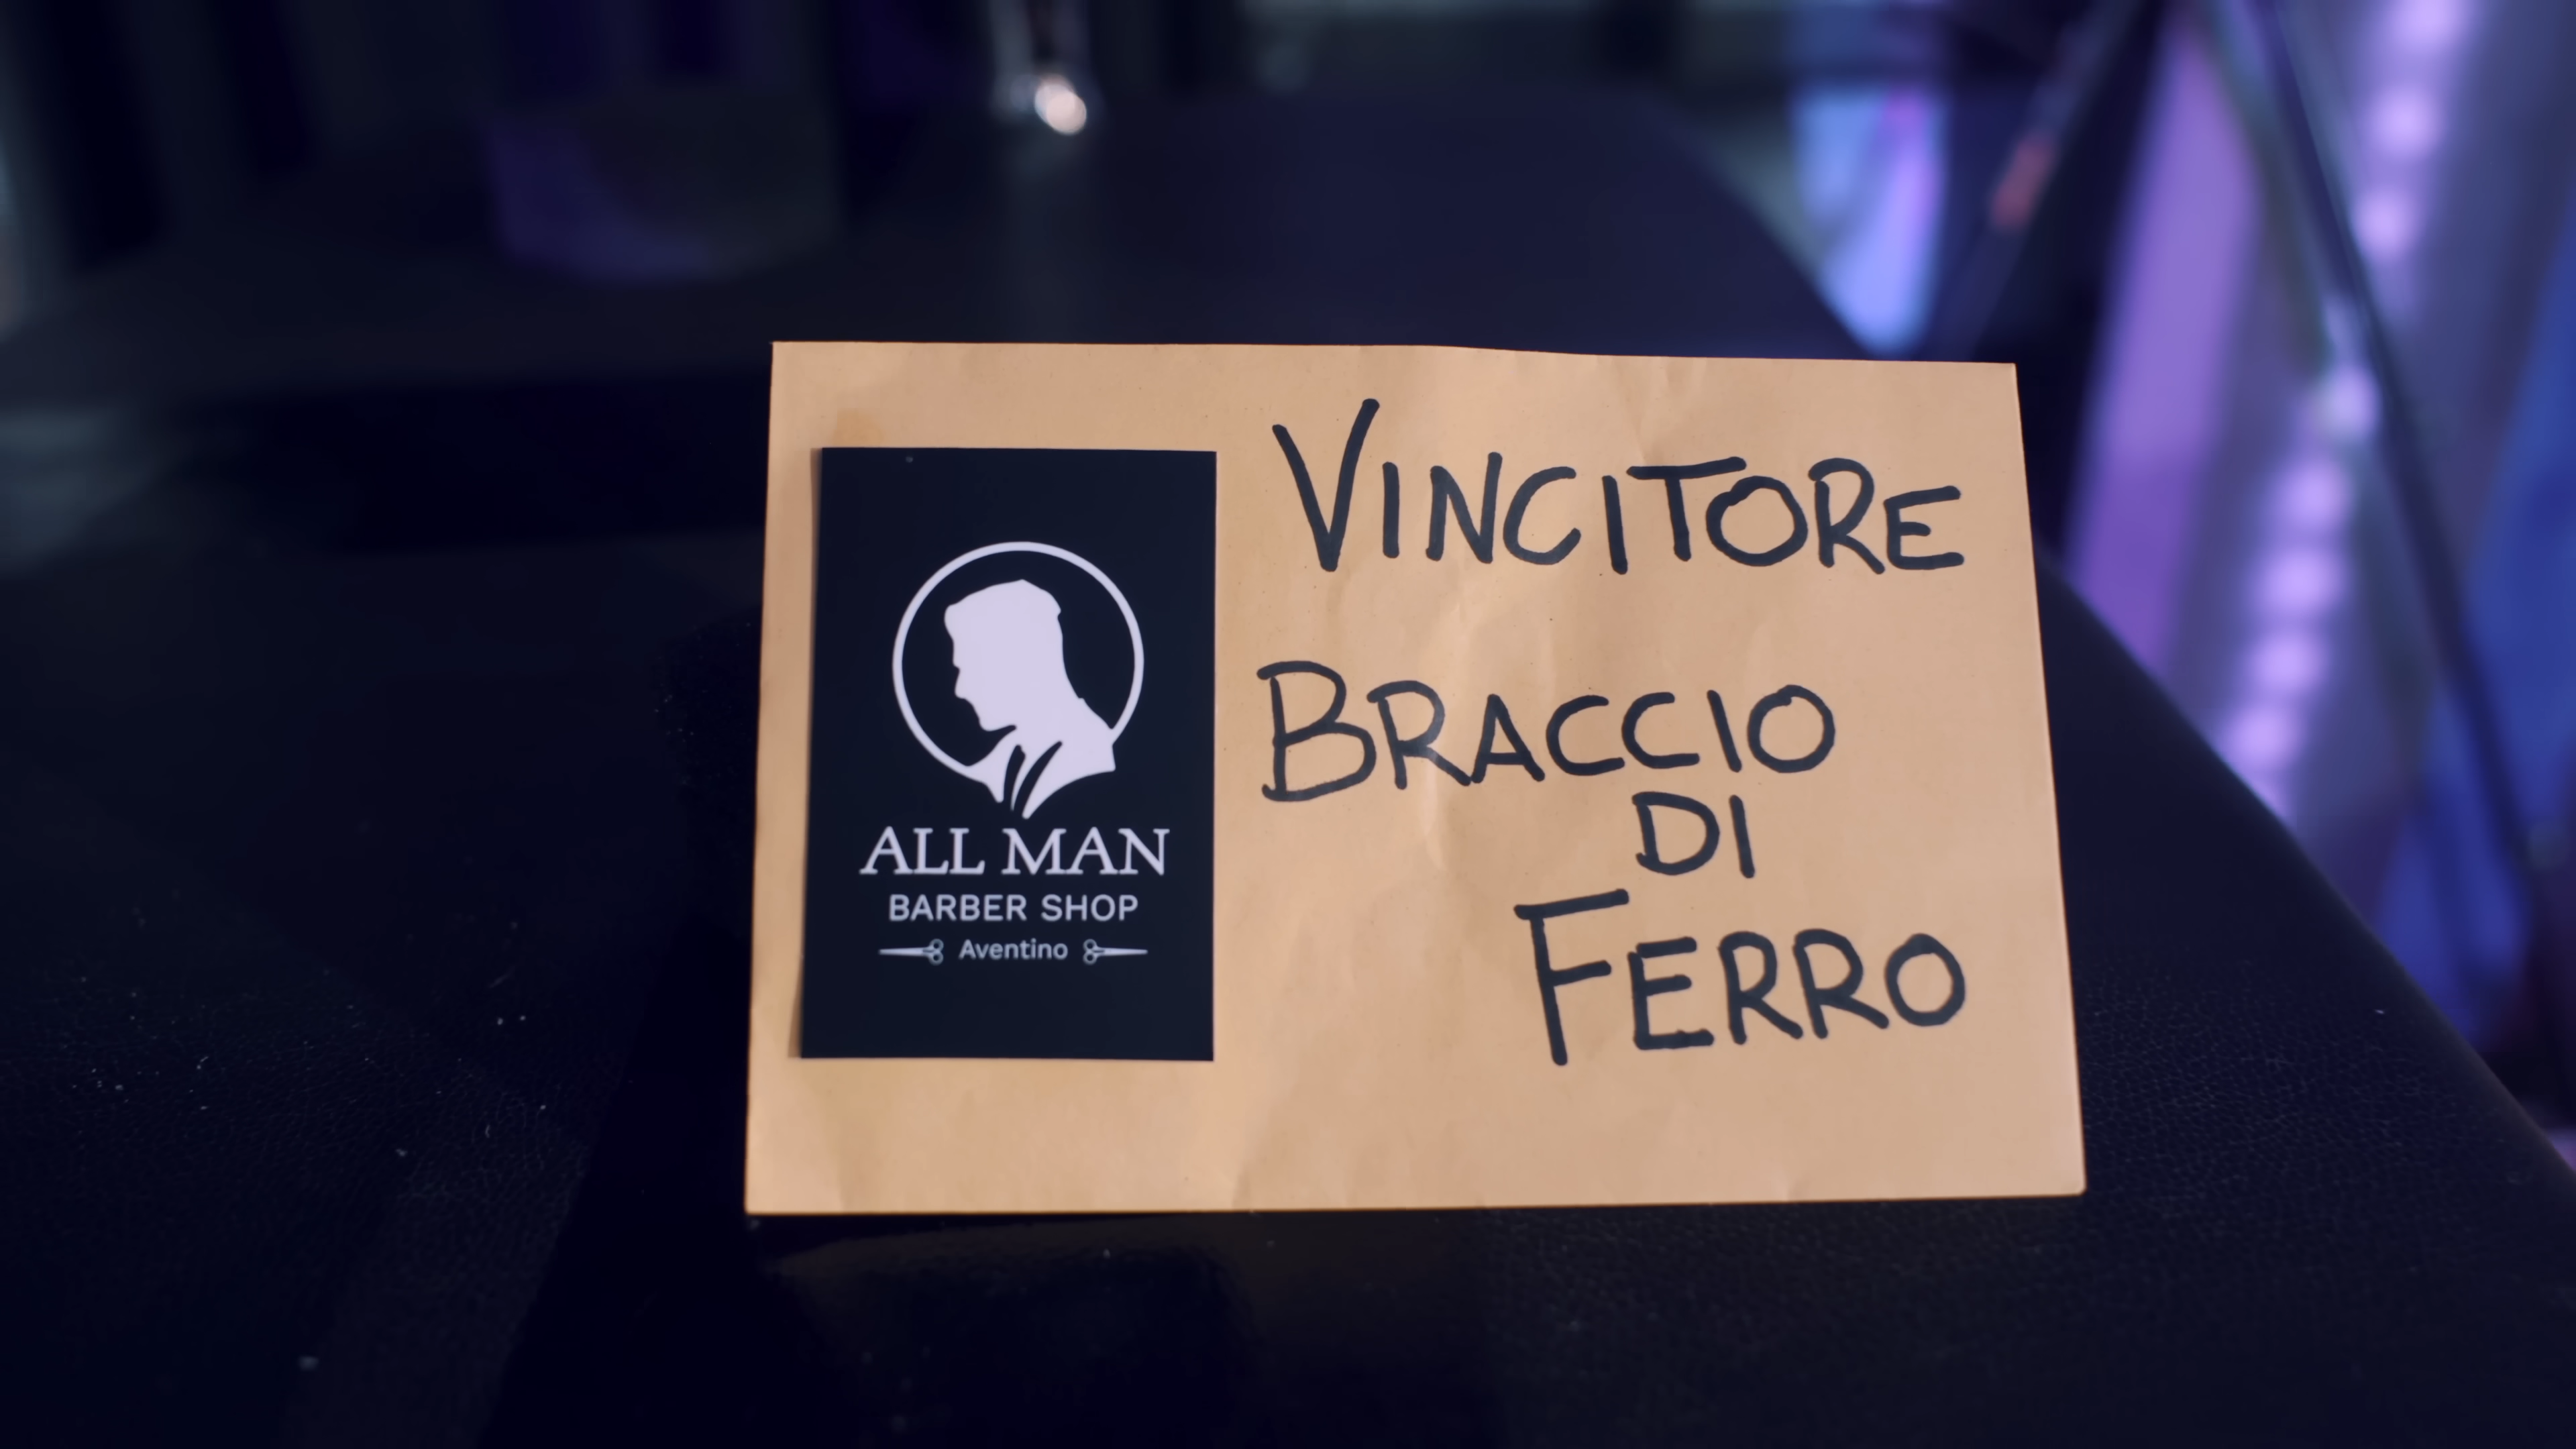 ALL MAN
BARBER SHOP
Aventino
VINCITORE
BRACCIO
DI
FERRO